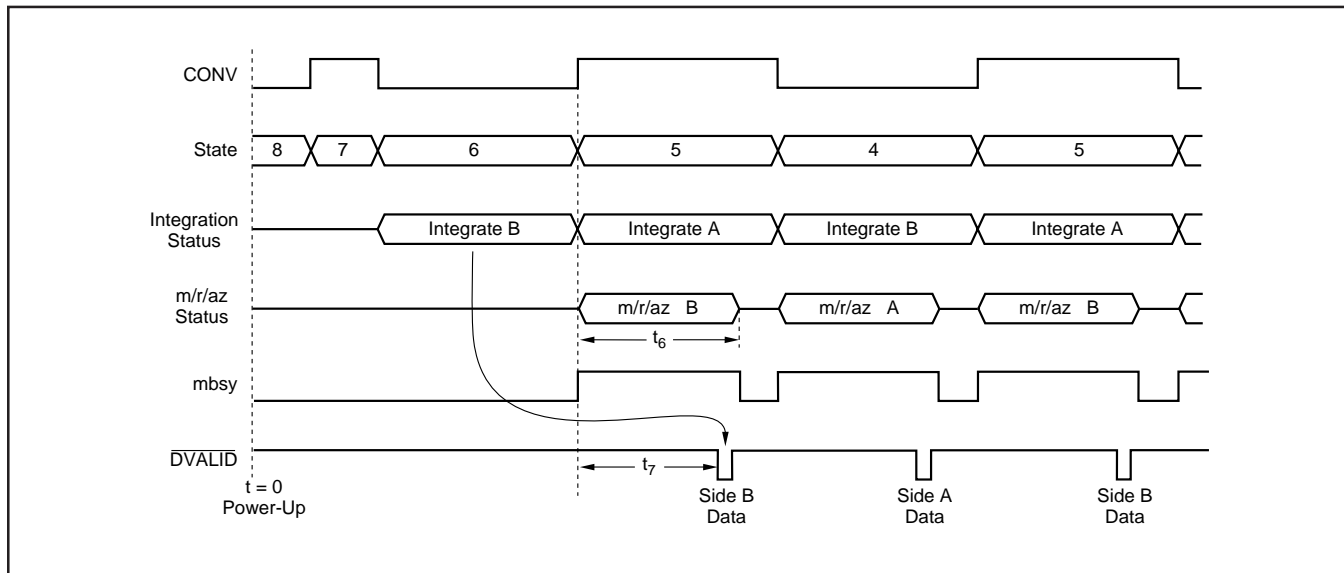 CONV
State
8
7
6
5
4
5
Integration
Status
Integrate B
Integrate A
Integrate B
Integrate A
m/r/az
Status
m/r/az B
m/r/az A
m/r/az B
t6
mbsy
DVALID
t7
t = 0
Power-Up
Side B
Data
Side A
Data
Side B
Data